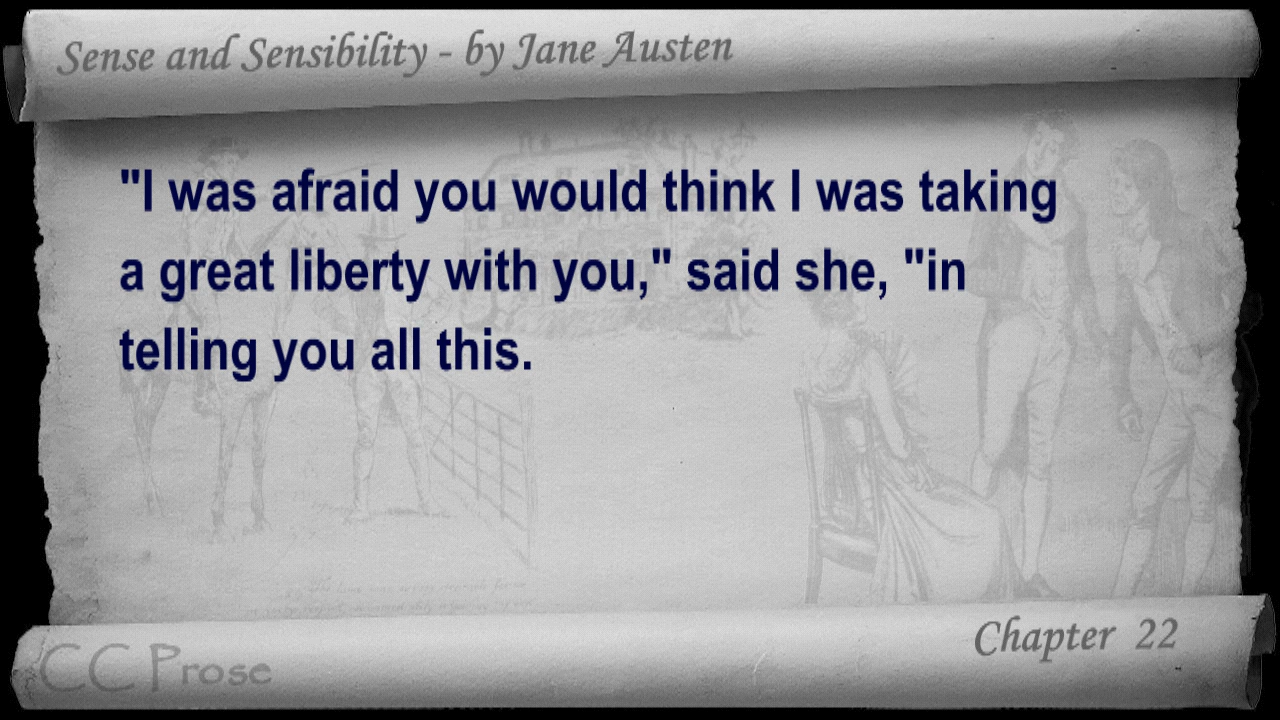 Sense and Sensibility - by Jane Austen
"I was afraid you would think I was taking
a great liberty with you," said she, "in
telling you all this.
Chapter 22
CC Prose